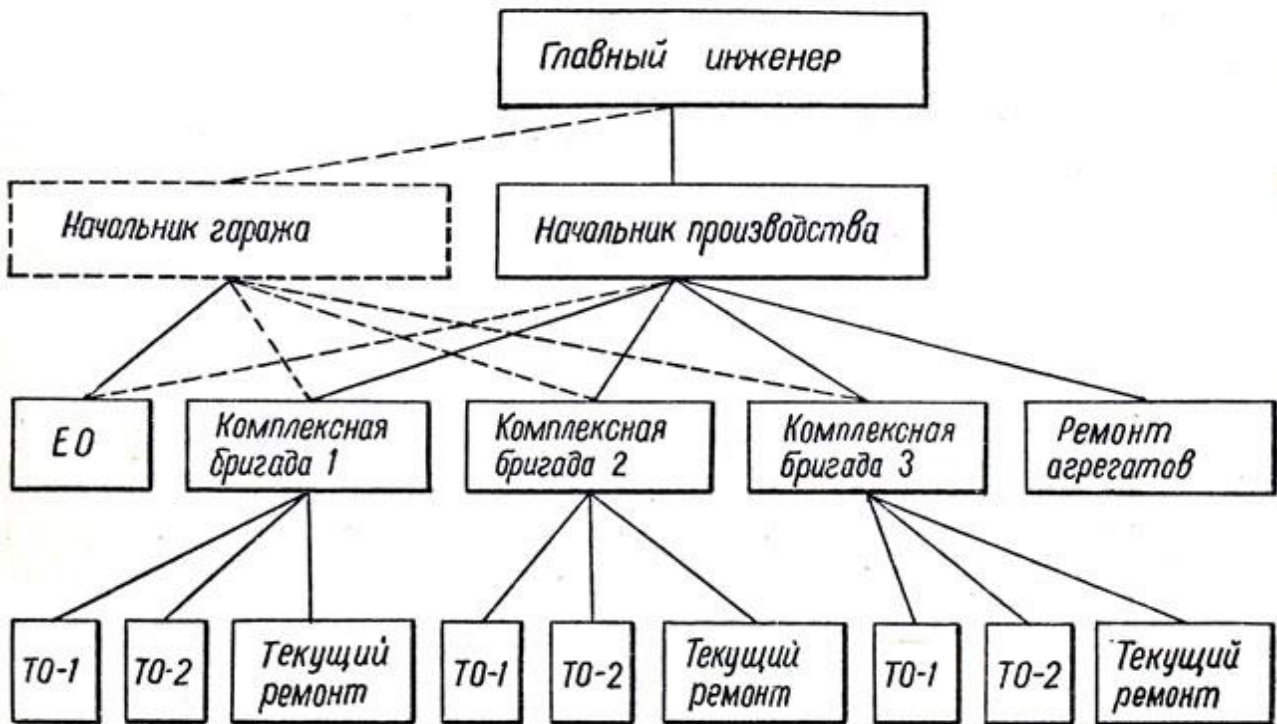 Главный инженер
Начальник гаража
Начальник производства
ЕО
Комплексная
бригада 1
Комплексная
бригада 2
Комплексная
бригада 3
Ремонт
агрегатов
ТО-1
ТО-2
Текущий
ремонт
ТО-1
ТО-2
Текущий
ремонт
ТО-1
ТО-2
Текущий
ремонт